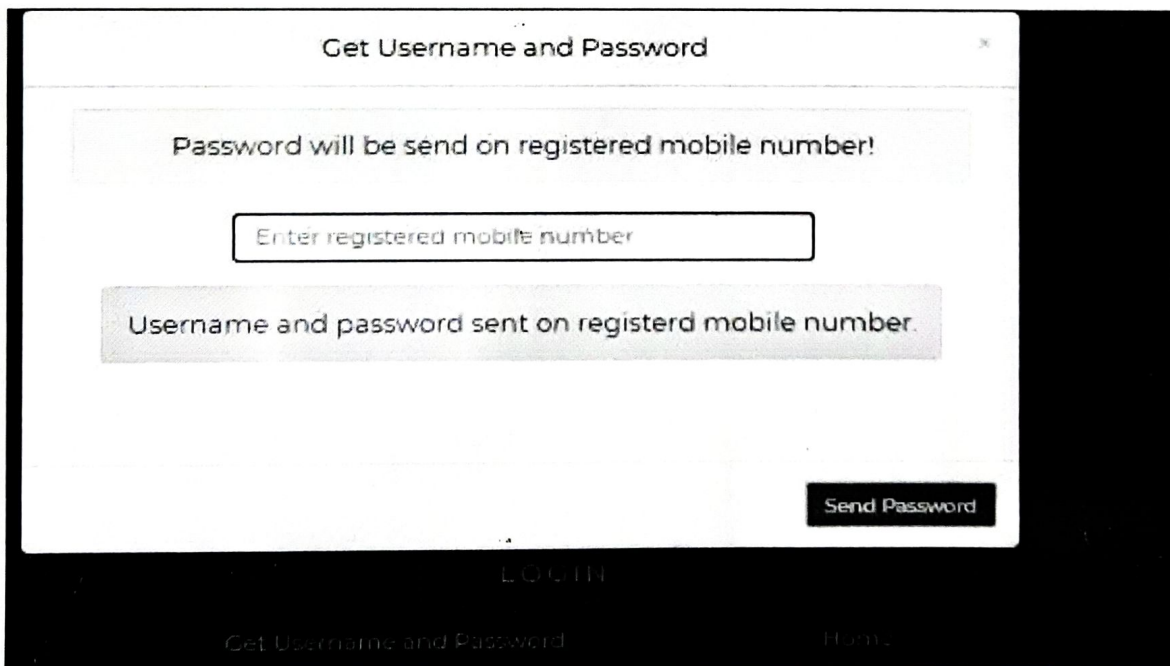 Get Username and Password ×
Password will be send on registered mobile number!
Enter registered mobile number
Username and password sent on registerd mobile number.
Send Password
LOGIN
Get Username and Password Home